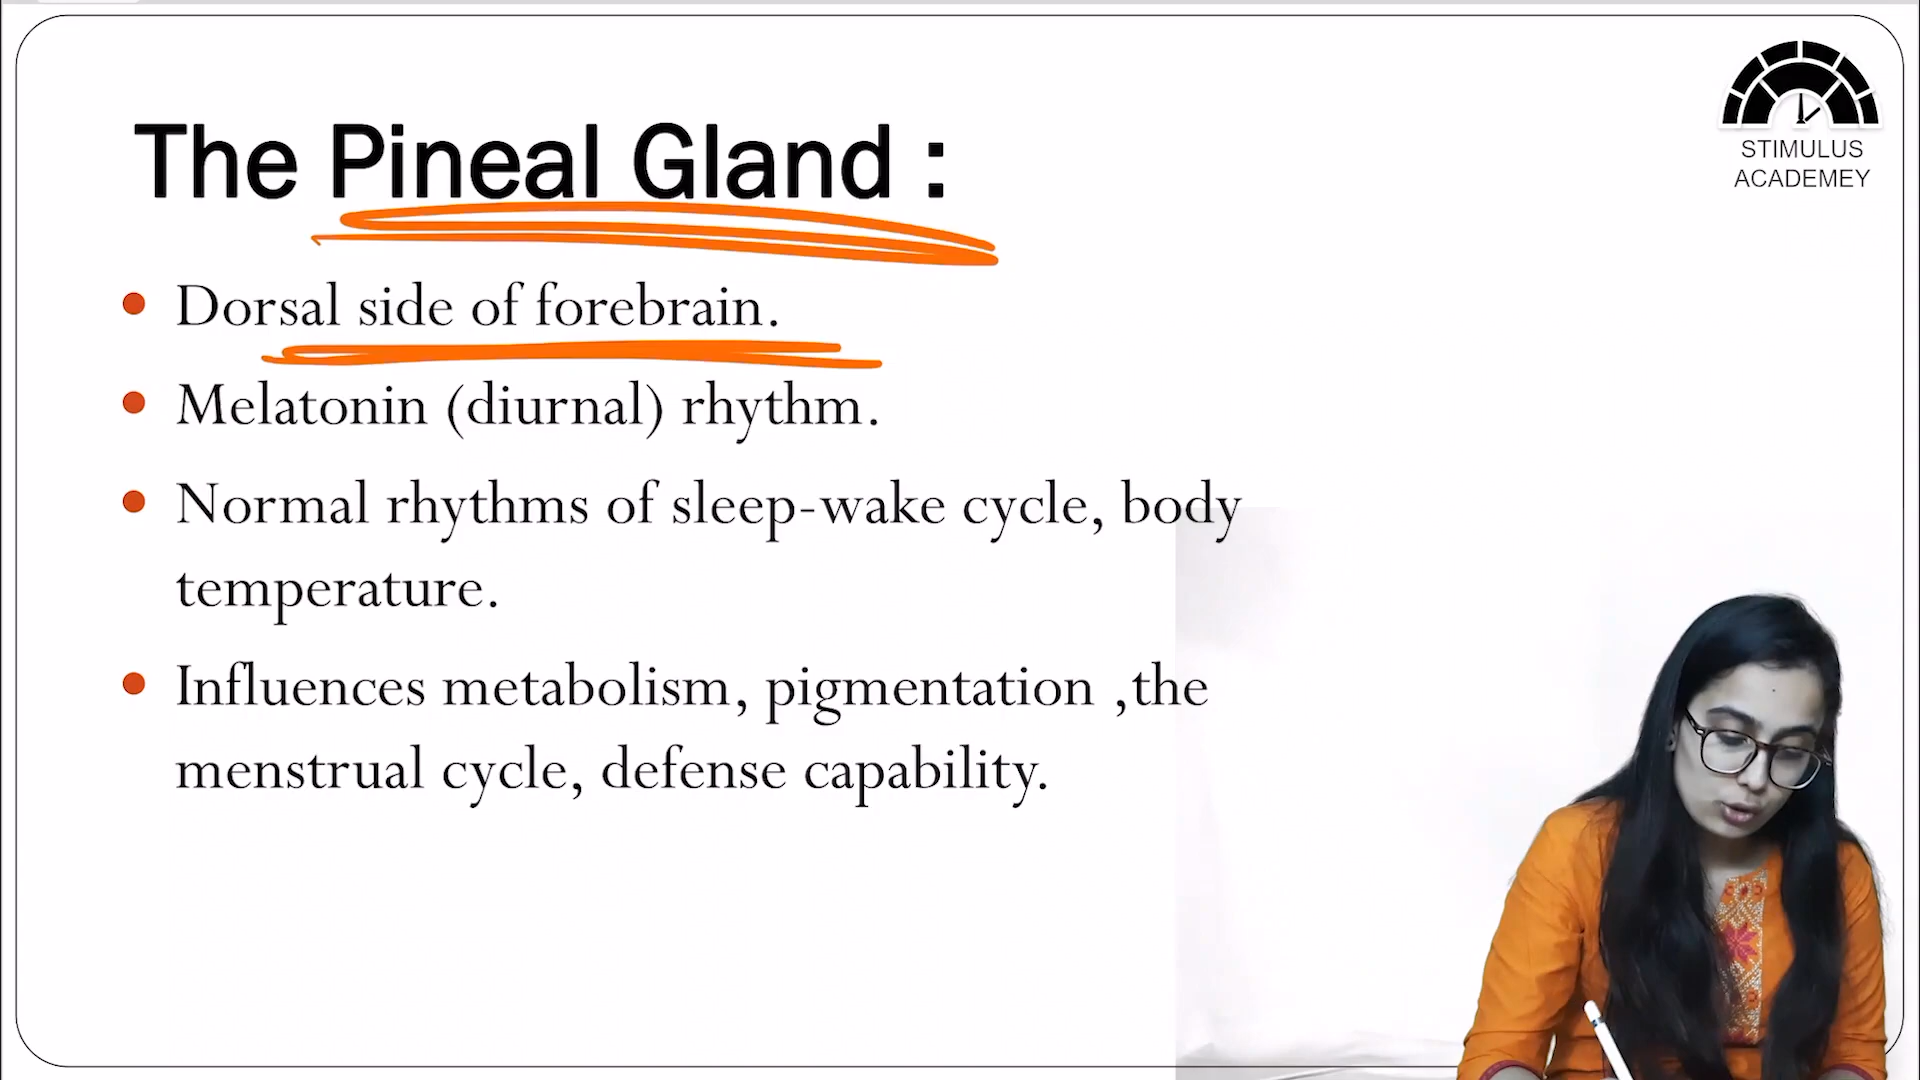 STIMULUS
ACADEMEY
The Pineal Gland :
Dorsal side of forebrain.
Melatonin (diurnal) rhythm.
Normal rhythms of sleep-wake cycle, body
temperature.
Influences metabolism, pigmentation ,the
menstrual cycle, defense capability.